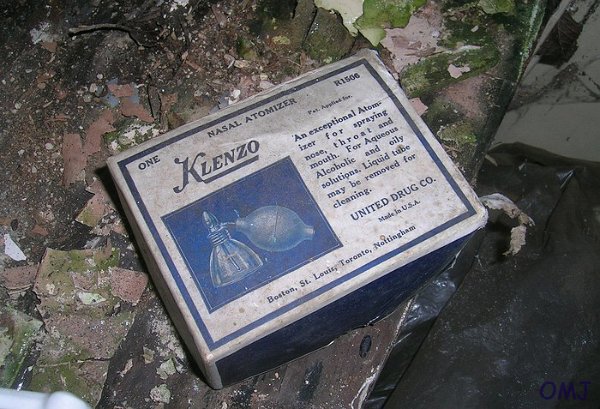 ONE NASAL ATOMIZER R1506
Pat. Applied for.
KLENZO
An exceptional Atom-
izer for spraying
nose, throat and
mouth. For Aqueous
Alcoholic and oily
solutions. Liquid tube
may be removed for
cleaning.
UNITED DRUG CO.
Made in U.S.A.
Boston, St. Louis, Toronto, Nottingham
OMJ